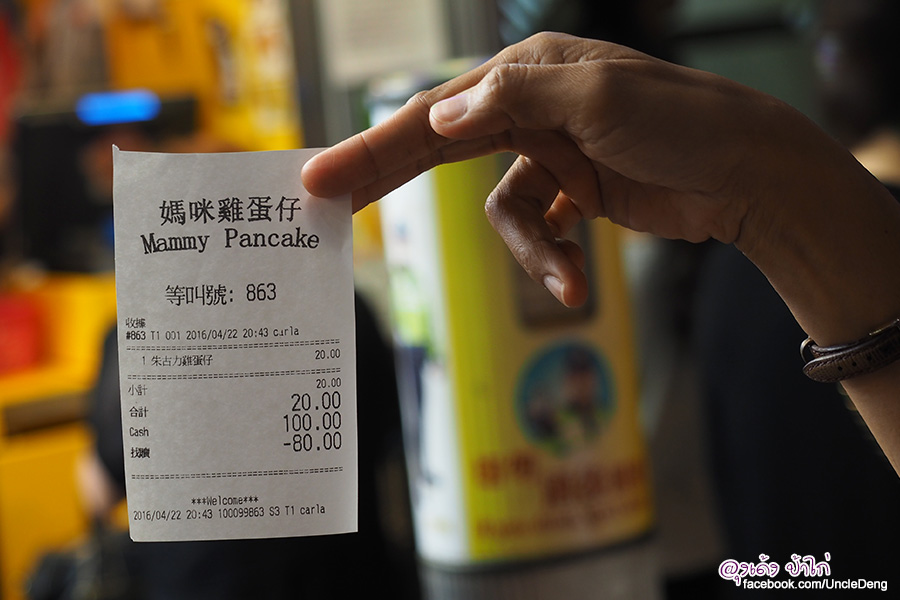 媽咪雞蛋仔
Mammy Pancake
等叫號: 863
收據
#863 T1 001 2016/04/22 20:43 carla
1 朱古力雞蛋仔 20.00
小計 20.00
合計 20.00
Cash 100.00
找贖 -80.00
***Welcome***
2016/04/22 20:43 100099863 S3 T1 carla
facebook.com/UncleDeng